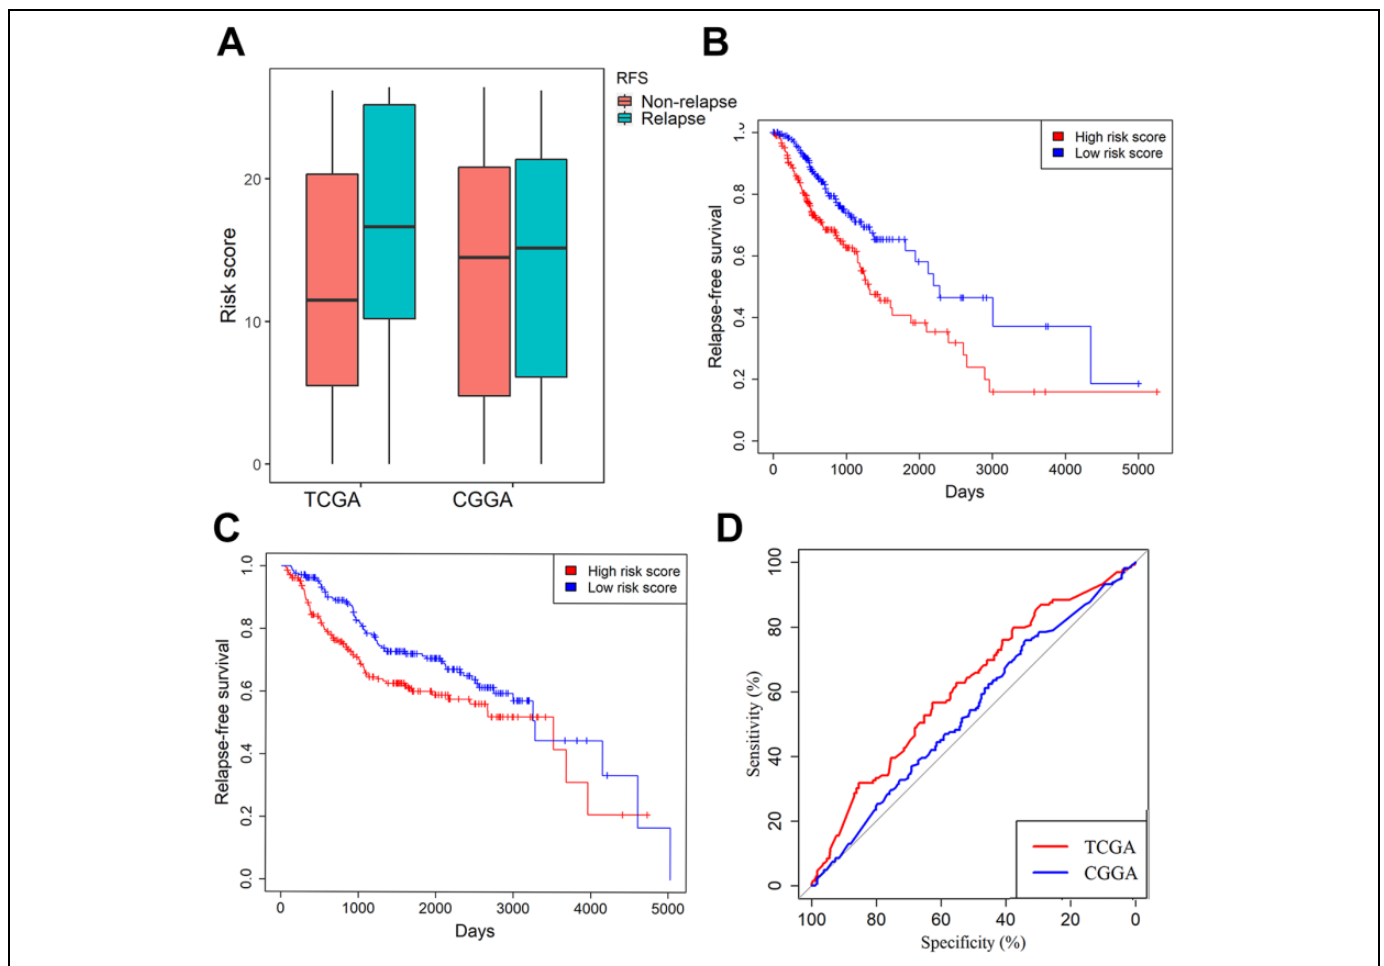 A
RFS
Non-relapse
Relapse
Risk score
20
10
0
TCGA
CGGA
B
High risk score
Low risk score
Relapse-free survival
0.8
0.6
0.4
0.2
0.0
0
1000
2000
3000
4000
5000
Days
C
High risk score
Low risk score
Relapse-free survival
1.0
0.8
0.6
0.4
0.2
0.0
0
1000
2000
3000
4000
5000
Days
D
Sensitivity (%)
100
80
60
40
20
0
TCGA
CGGA
100
80
60
40
20
0
Specificity (%)